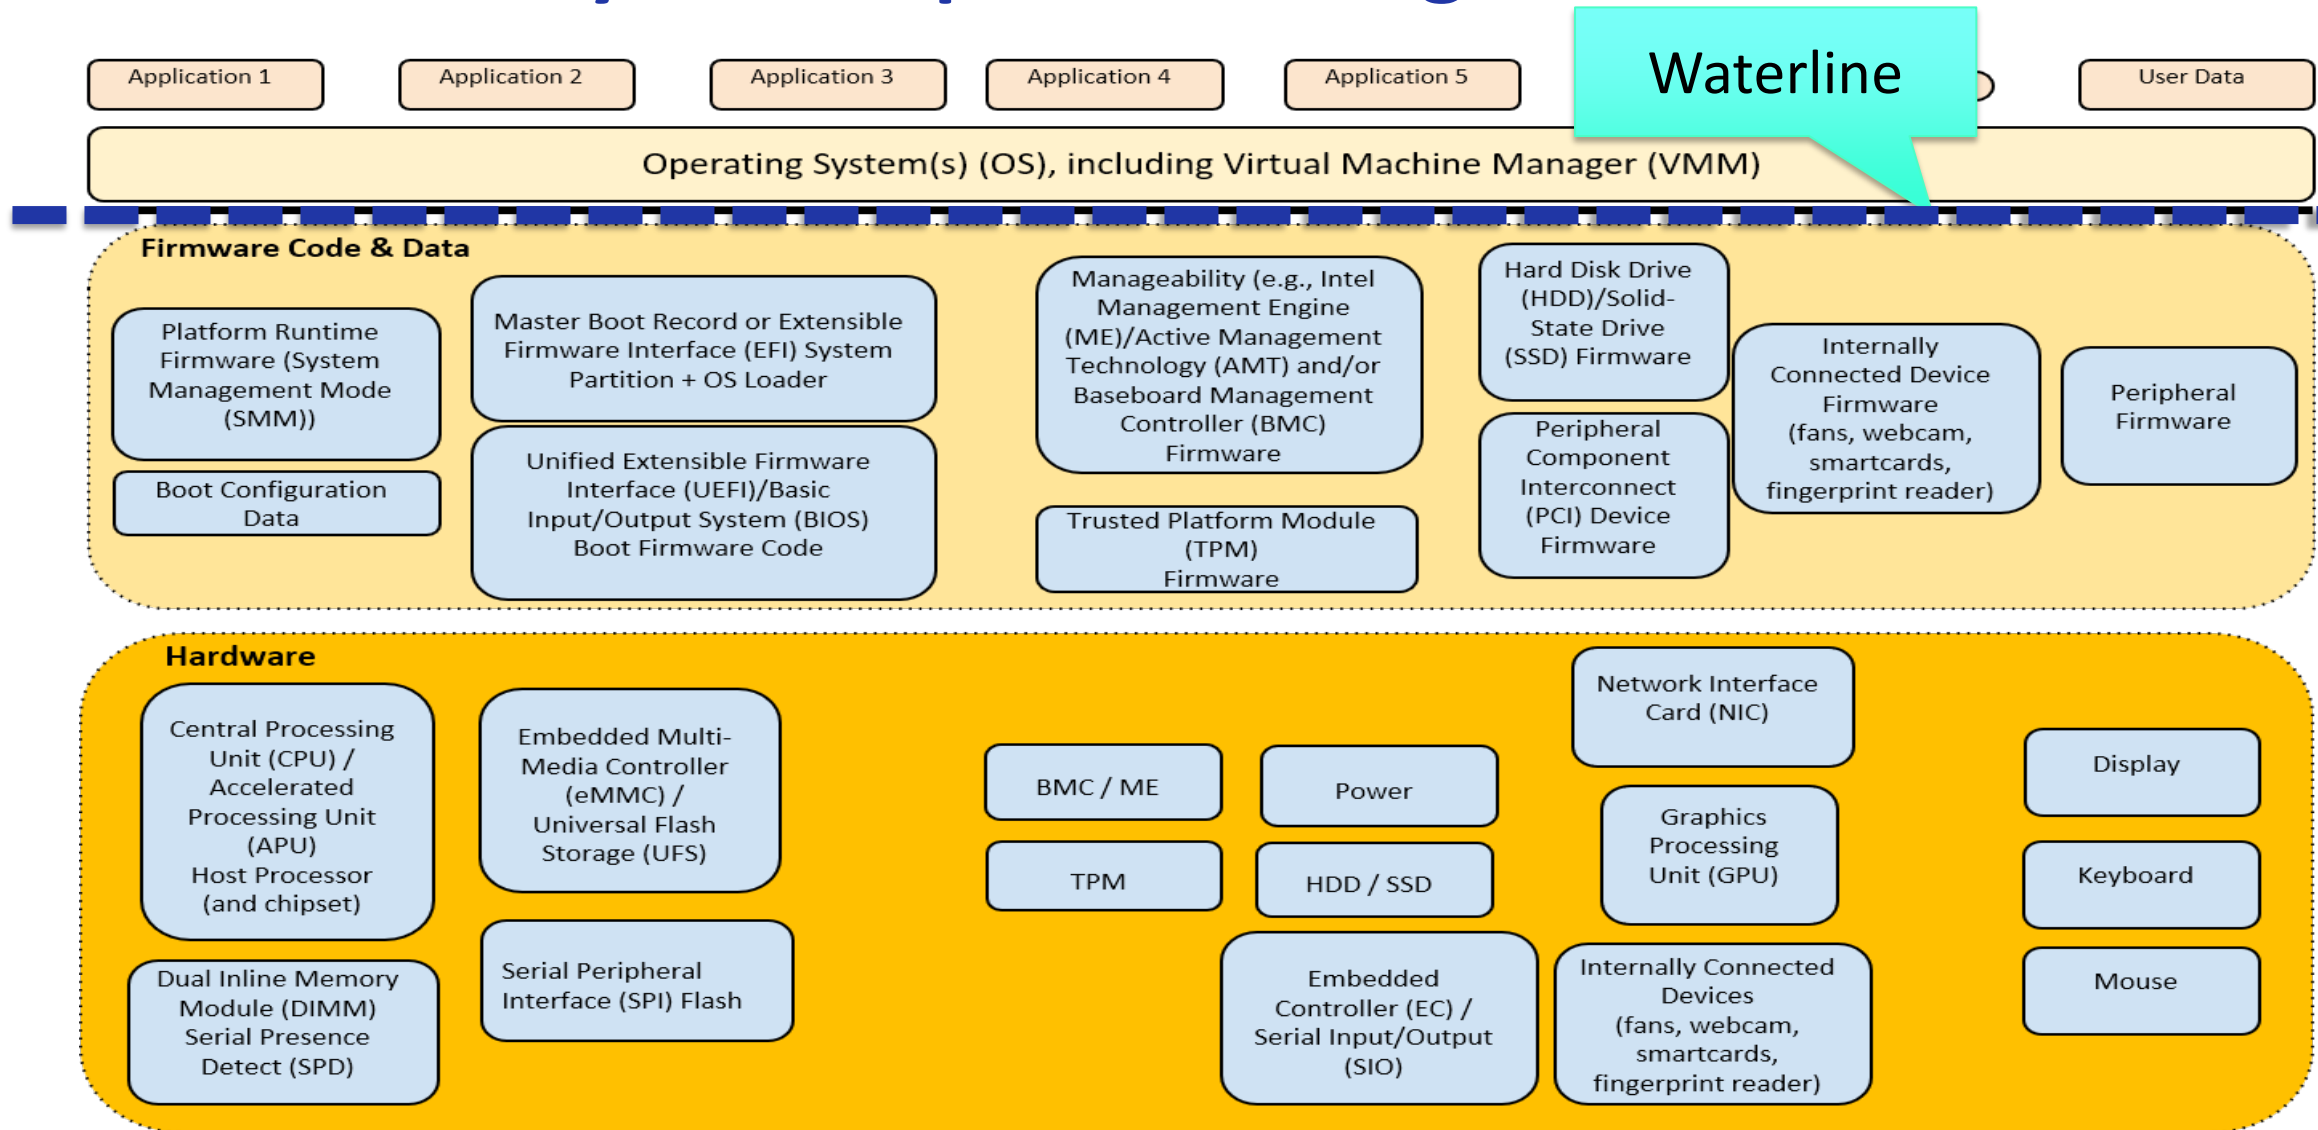 Application 1
Application 2
Application 3
Application 4
Application 5
Waterline
User Data
Operating System(s) (OS), including Virtual Machine Manager (VMM)
Firmware Code & Data
Platform Runtime
Firmware (System
Management Mode
(SMM))
Boot Configuration
Data
Master Boot Record or Extensible
Firmware Interface (EFI) System
Partition + OS Loader
Unified Extensible Firmware
Interface (UEFI)/Basic
Input/Output System (BIOS)
Boot Firmware Code
Manageability (e.g., Intel
Management Engine
(ME)/Active Management
Technology (AMT) and/or
Baseboard Management
Controller (BMC)
Firmware
Trusted Platform Module
(TPM)
Firmware
Hard Disk Drive
(HDD)/Solid-
State Drive
(SSD) Firmware
Peripheral
Component
Interconnect
(PCI) Device
Firmware
Internally
Connected Device
Firmware
(fans, webcam,
smartcards,
fingerprint reader)
Peripheral
Firmware
Hardware
Central Processing
Unit (CPU) /
Accelerated
Processing Unit
(APU)
Host Processor
(and chipset)
Dual Inline Memory
Module (DIMM)
Serial Presence
Detect (SPD)
Embedded Multi-
Media Controller
(eMMC) /
Universal Flash
Storage (UFS)
Serial Peripheral
Interface (SPI) Flash
BMC / ME
TPM
Power
HDD / SSD
Embedded
Controller (EC) /
Serial Input/Output
(SIO)
Network Interface
Card (NIC)
Graphics
Processing
Unit (GPU)
Internally Connected
Devices
(fans, webcam,
smartcards,
fingerprint reader)
Display
Keyboard
Mouse